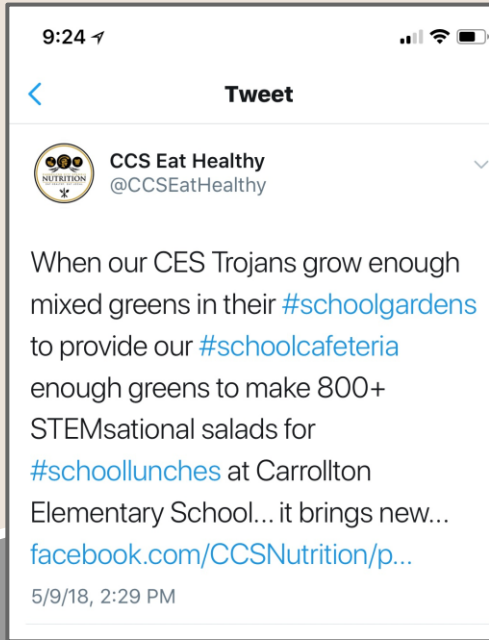 9:24
Tweet
NUTRITION
CCS Eat Healthy
@CCSEatHealthy
When our CES Trojans grow enough
mixed greens in their #schoolgardens
to provide our #schoolcafeteria
enough greens to make 800+
STEMsational salads for
#schoollunches at Carrollton
Elementary School... it brings new...
facebook.com/CCSNutrition/p...
5/9/18, 2:29 PM